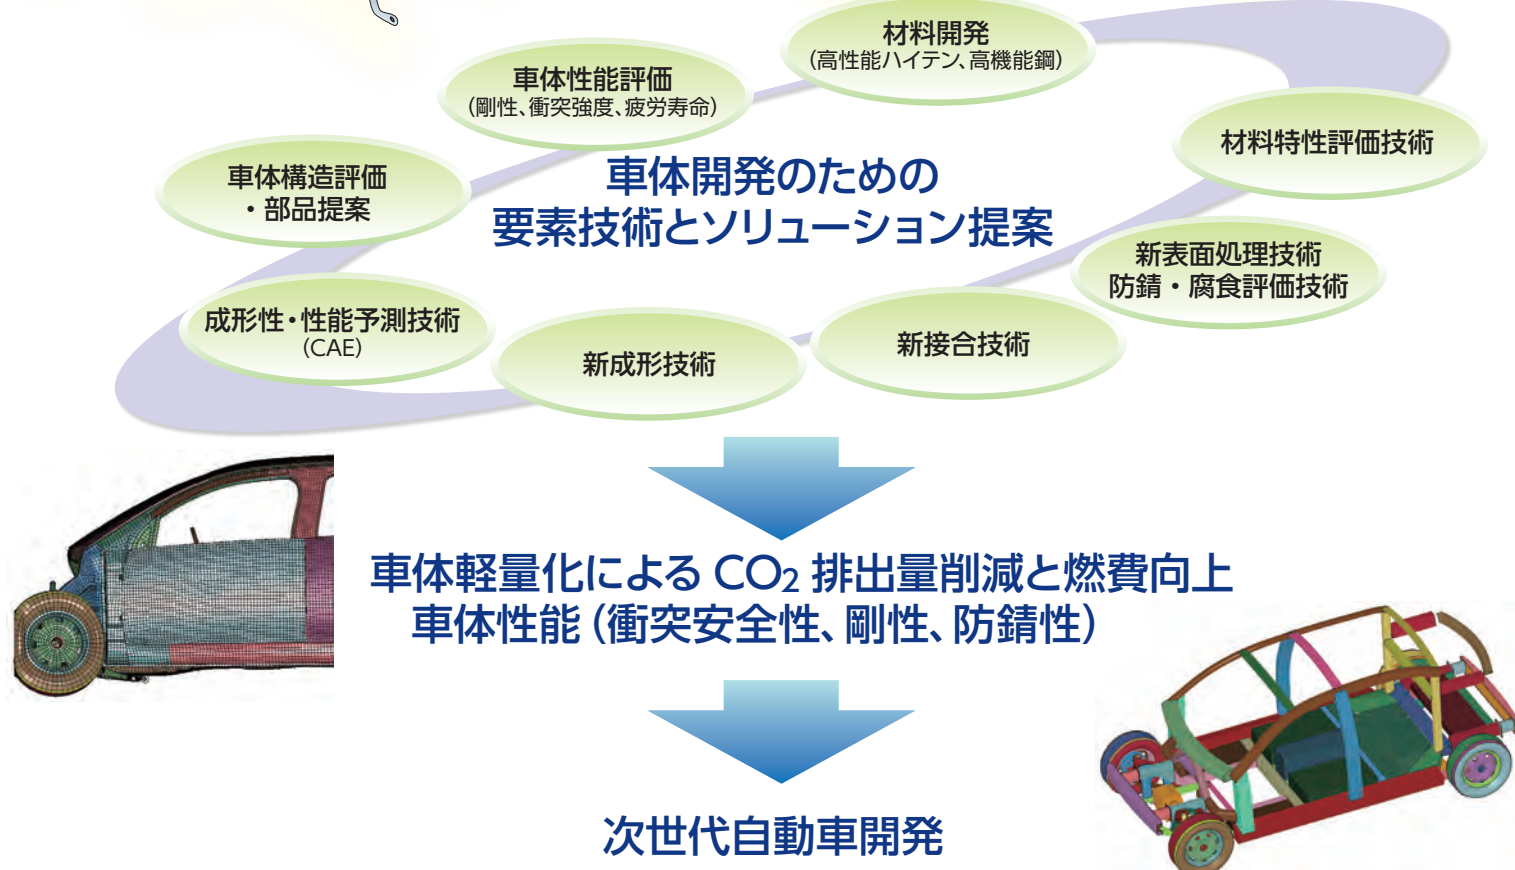 材料開発
（高性能ハイテン、高機能鋼）
車体性能評価
（剛性、衝突強度、疲労寿命）
材料特性評価技術
車体構造評価
・部品提案
車体開発のための
要素技術とソリューション提案
新表面処理技術
防錆・腐食評価技術
成形性・性能予測技術
（CAE）
新成形技術
新接合技術
車体軽量化による CO₂ 排出量削減と燃費向上
車体性能（衝突安全性、剛性、防錆性）
次世代自動車開発